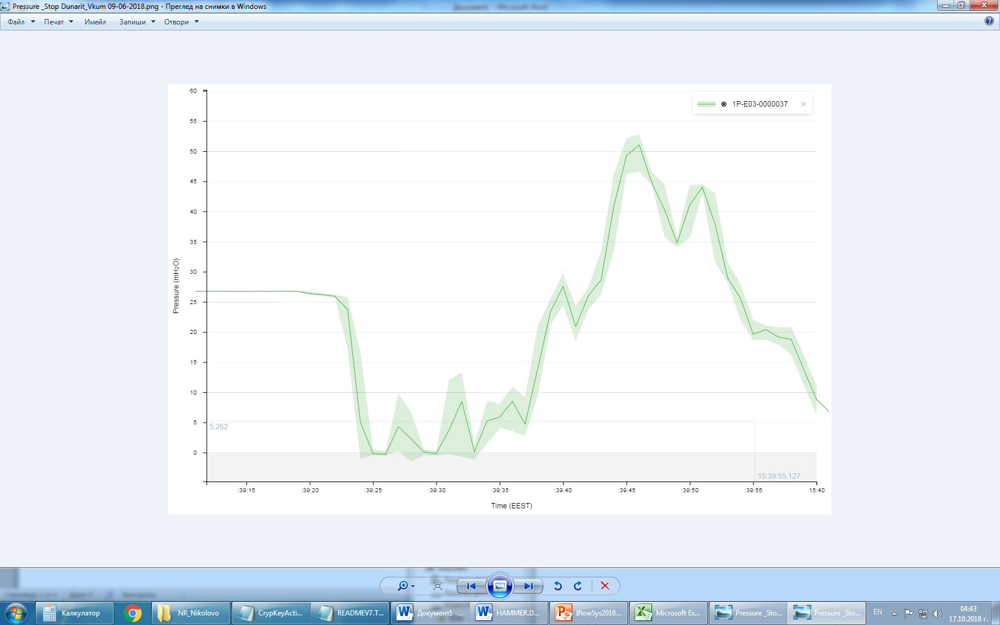 Pressure _Stop Dunarit_Vkum 09-06-2018.png - Преглед на снимки в Windows
Файл Печат Имейл Запиши Отвори
1P-E03-0000037
60
55
50
45
40
35
30
25
20
15
10
5
0
Pressure (mH₂O)
5.262
15:39:55.127
:39:15 :39:20 :39:25 :39:30 :39:35 :39:40 :39:45 :39:50 :39:55 15:40
Time (EEST)
Калкулатор NR_Nikolovo CrypKeyActi... READMEV7.T... Документ1 -... HAMMER.D... IflowSys2018... Microsoft Ex... Pressure _Sto... Pressure _Sto... EN 04:43
17.10.2018 г.